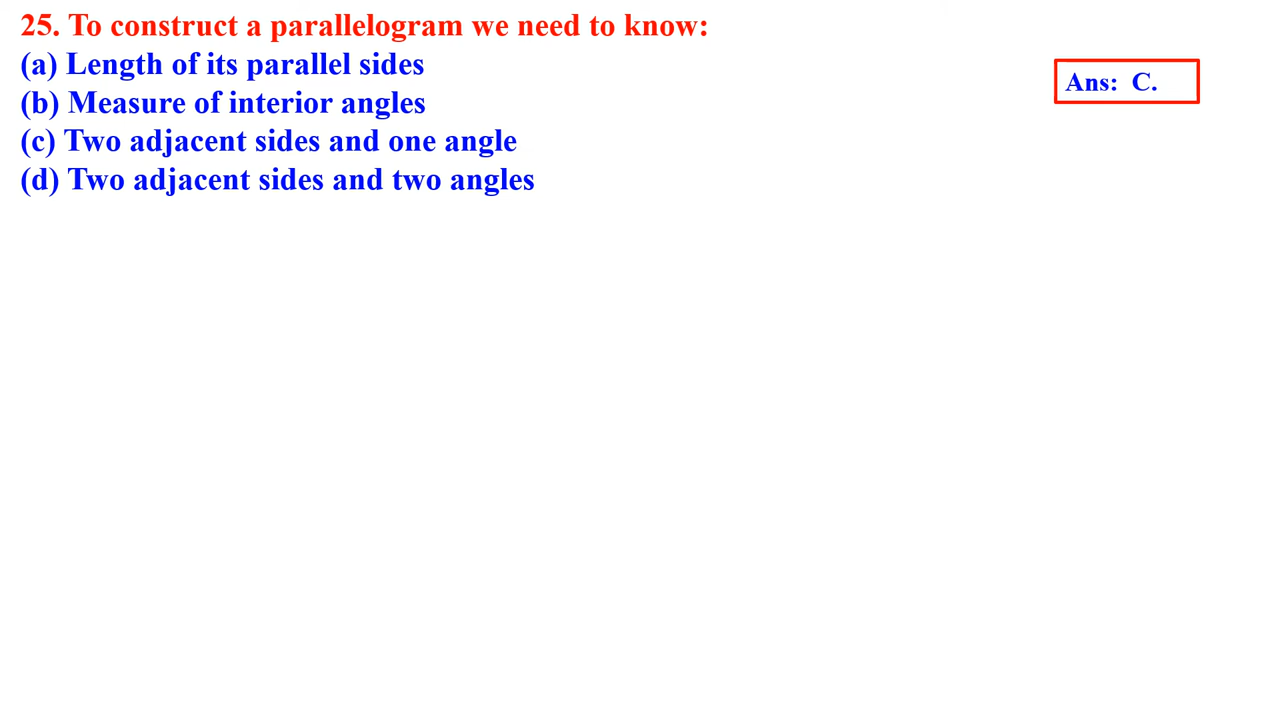 25. To construct a parallelogram we need to know:
(a) Length of its parallel sides
(b) Measure of interior angles
(c) Two adjacent sides and one angle
(d) Two adjacent sides and two angles
Ans: C.